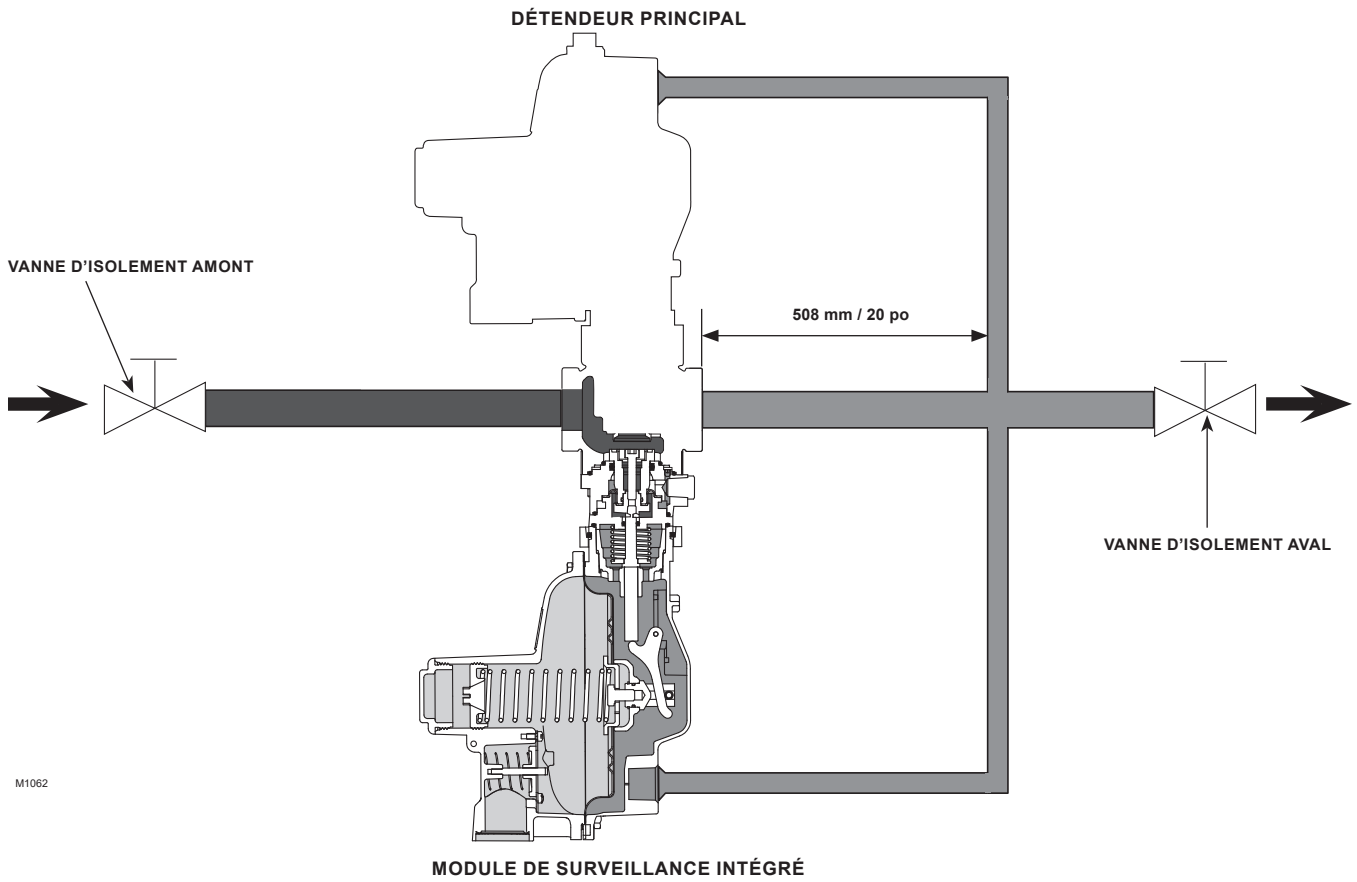 DÉTENDEUR PRINCIPAL
VANNE D’ISOLEMENT AMONT
508 mm / 20 po
VANNE D’ISOLEMENT AVAL
M1062
MODULE DE SURVEILLANCE INTÉGRÉ